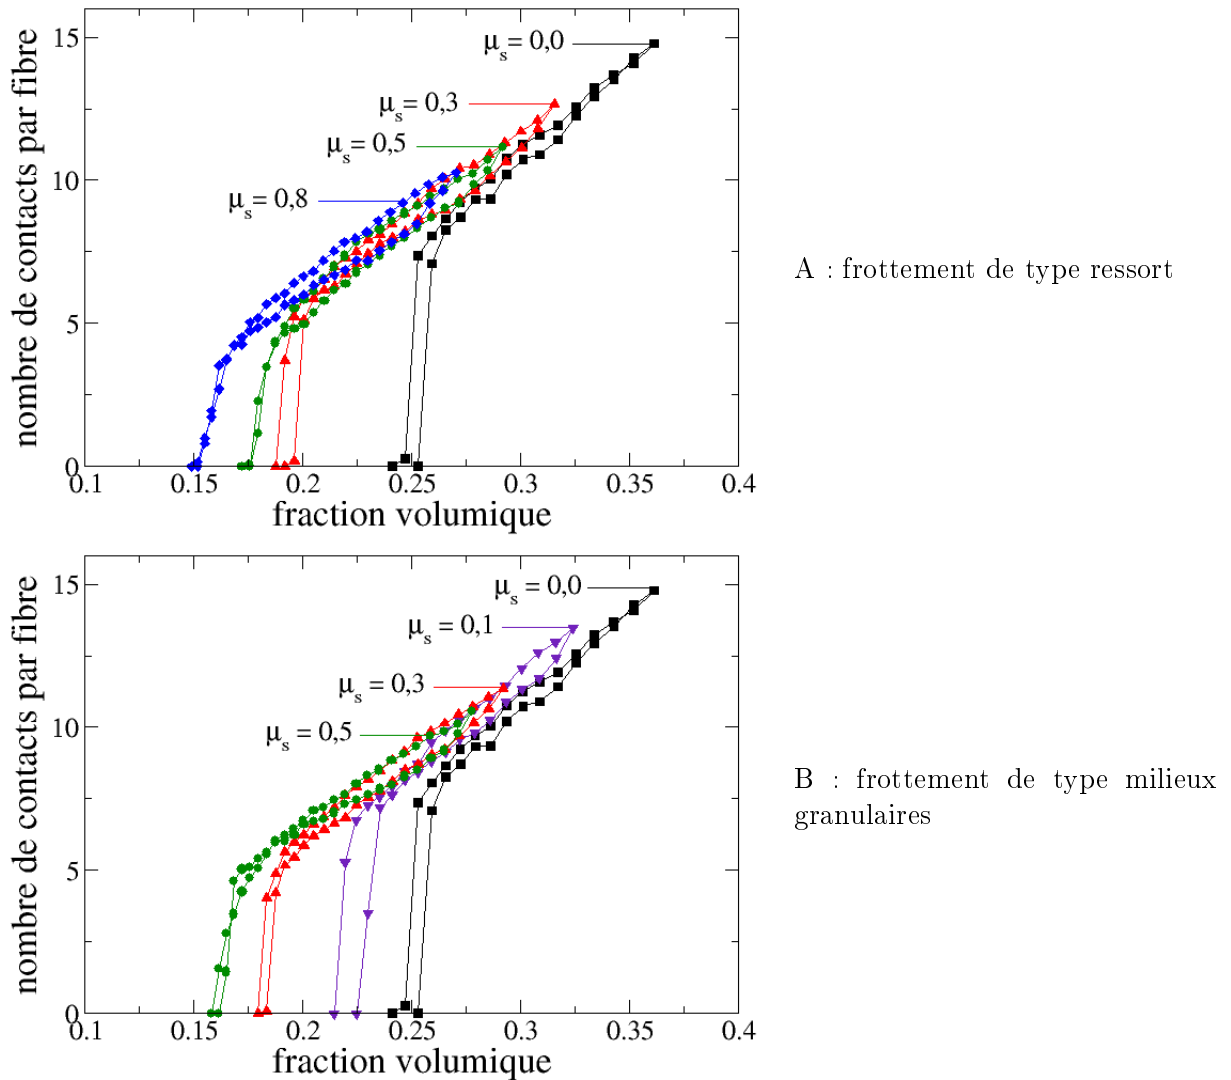 nombre de contacts par fibre
15
10
5
0
μs = 0,0
μs = 0,3
μs = 0,5
μs = 0,8
0.1 0.15 0.2 0.25 0.3 0.35 0.4
fraction volumique
A : frottement de type ressort
nombre de contacts par fibre
15
10
5
0
μs = 0,0
μs = 0,1
μs = 0,3
μs = 0,5
0.1 0.15 0.2 0.25 0.3 0.35 0.4
fraction volumique
B : frottement de type milieux
granulaires